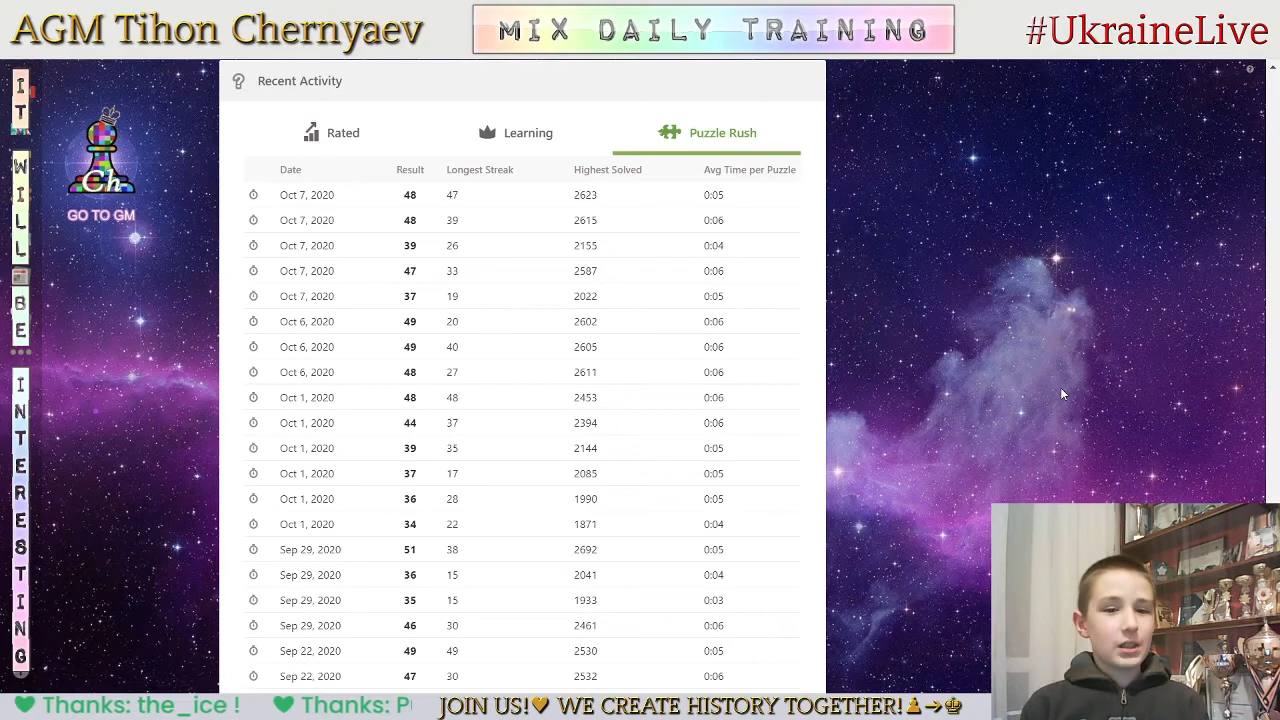 AGM Tihon Chernyaev
MIX DAILY TRAINING
#UkraineLive
IT WILL BE ••• INTERESTING
Ch
GO TO GM
Recent Activity
Rated Learning Puzzle Rush
Date Result Longest Streak Highest Solved Avg Time per Puzzle
Oct 7, 2020 48 47 2623 0:05
Oct 7, 2020 48 39 2615 0:06
Oct 7, 2020 39 26 2155 0:04
Oct 7, 2020 47 33 2587 0:06
Oct 7, 2020 37 19 2022 0:05
Oct 6, 2020 49 20 2602 0:06
Oct 6, 2020 49 40 2605 0:06
Oct 6, 2020 48 27 2611 0:06
Oct 1, 2020 48 48 2453 0:06
Oct 1, 2020 44 37 2394 0:06
Oct 1, 2020 39 35 2144 0:05
Oct 1, 2020 37 17 2085 0:05
Oct 1, 2020 36 28 1990 0:05
Oct 1, 2020 34 22 1871 0:04
Sep 29, 2020 51 38 2692 0:05
Sep 29, 2020 36 15 2041 0:04
Sep 29, 2020 35 15 1933 0:03
Sep 29, 2020 46 30 2461 0:06
Sep 22, 2020 49 49 2530 0:05
Sep 22, 2020 47 30 2532 0:06
Thanks: the_ice ! Thanks: P
JOIN US! WE CREATE HISTORY TOGETHER!